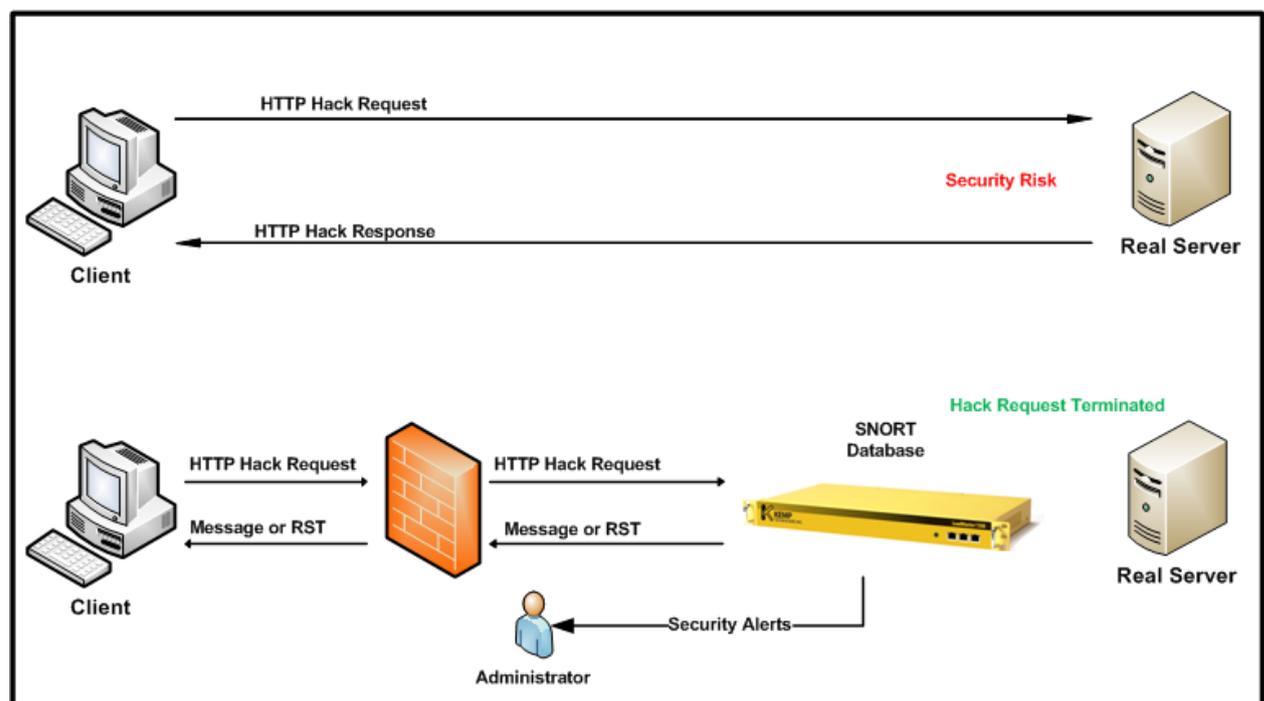 HTTP Hack Request
Security Risk
HTTP Hack Response
Client
Real Server
Hack Request Terminated
SNORT
Database
HTTP Hack Request
HTTP Hack Request
Message or RST
Message or RST
KEMP
Client
Real Server
Security Alerts
Administrator